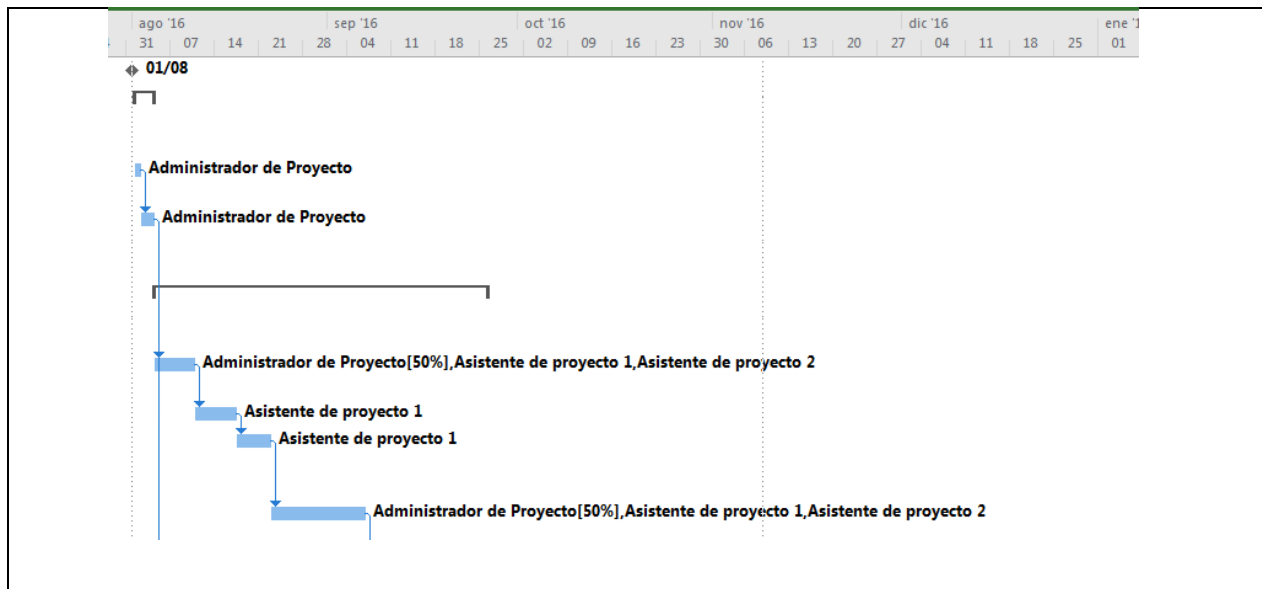 ago '16 sep '16 oct '16 nov '16 dic '16 ene '1
31 07 14 21 28 04 11 18 25 02 09 16 23 30 06 13 20 27 04 11 18 25 01
01/08
Administrador de Proyecto
Administrador de Proyecto
Administrador de Proyecto[50%],Asistente de proyecto 1,Asistente de proyecto 2
Asistente de proyecto 1
Asistente de proyecto 1
Administrador de Proyecto[50%],Asistente de proyecto 1,Asistente de proyecto 2